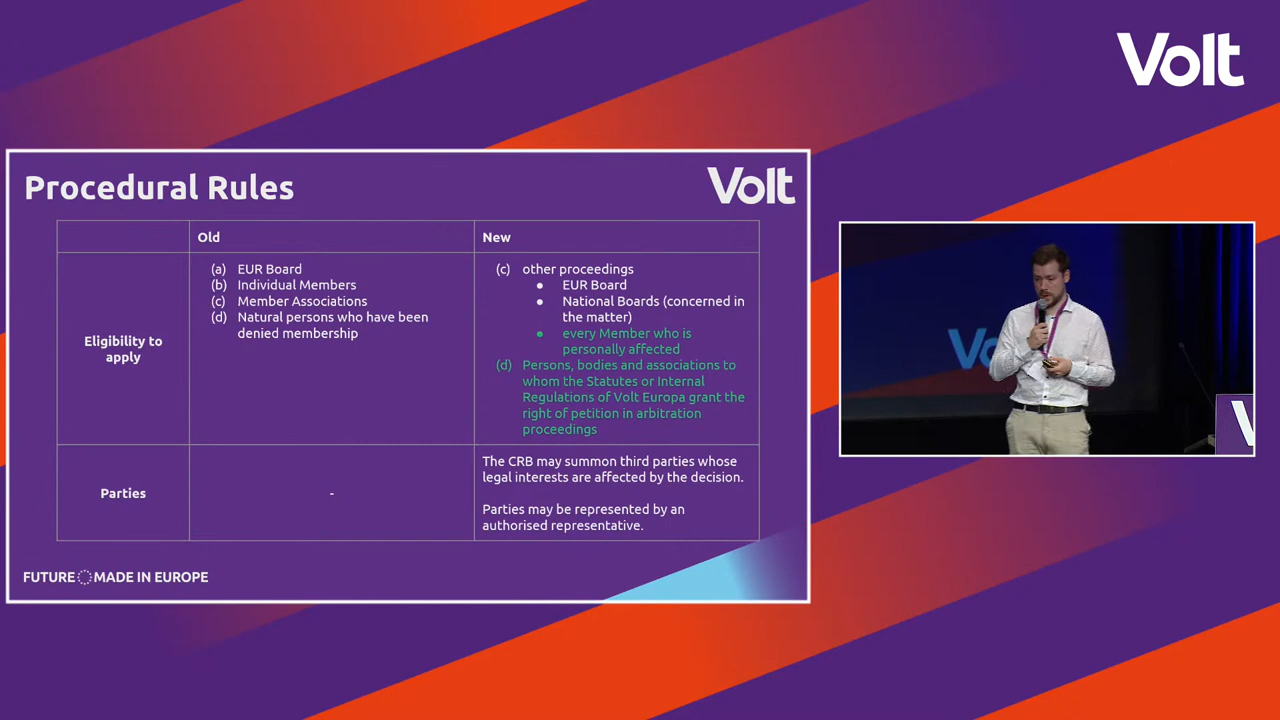 Volt
Procedural Rules
Volt
Old
New
Eligibility to
apply
(a) EUR Board
(b) Individual Members
(c) Member Associations
(d) Natural persons who have been
denied membership
(c) other proceedings
● EUR Board
● National Boards (concerned in
the matter)
● every Member who is
personally affected
(d) Persons, bodies and associations to
whom the Statutes or Internal
Regulations of Volt Europa grant the
right of petition in arbitration
proceedings
Parties
-
The CRB may summon third parties whose
legal interests are affected by the decision.
Parties may be represented by an
authorised representative.
FUTURE MADE IN EUROPE
Vo
V